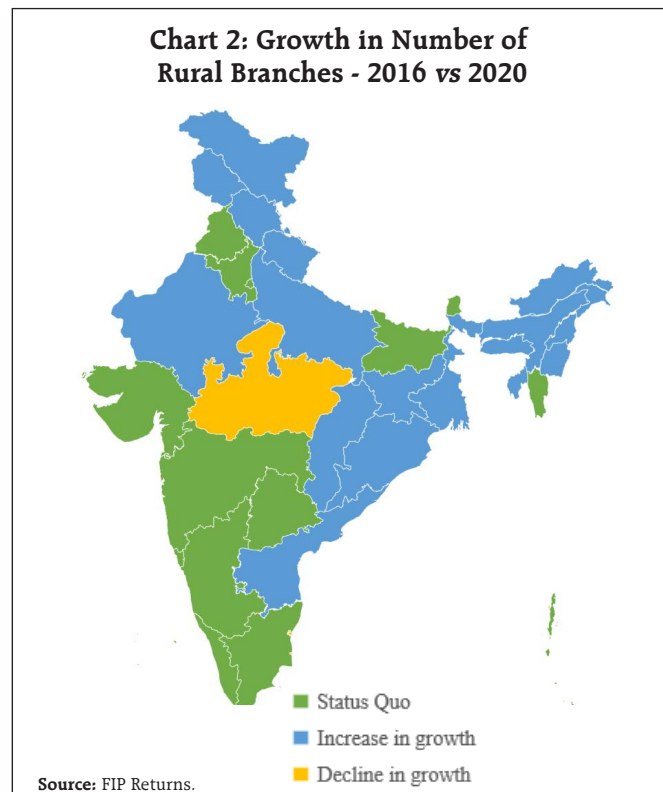 Chart 2: Growth in Number of
Rural Branches - 2016 vs 2020
Status Quo
Increase in growth
Decline in growth
Source: FIP Returns.